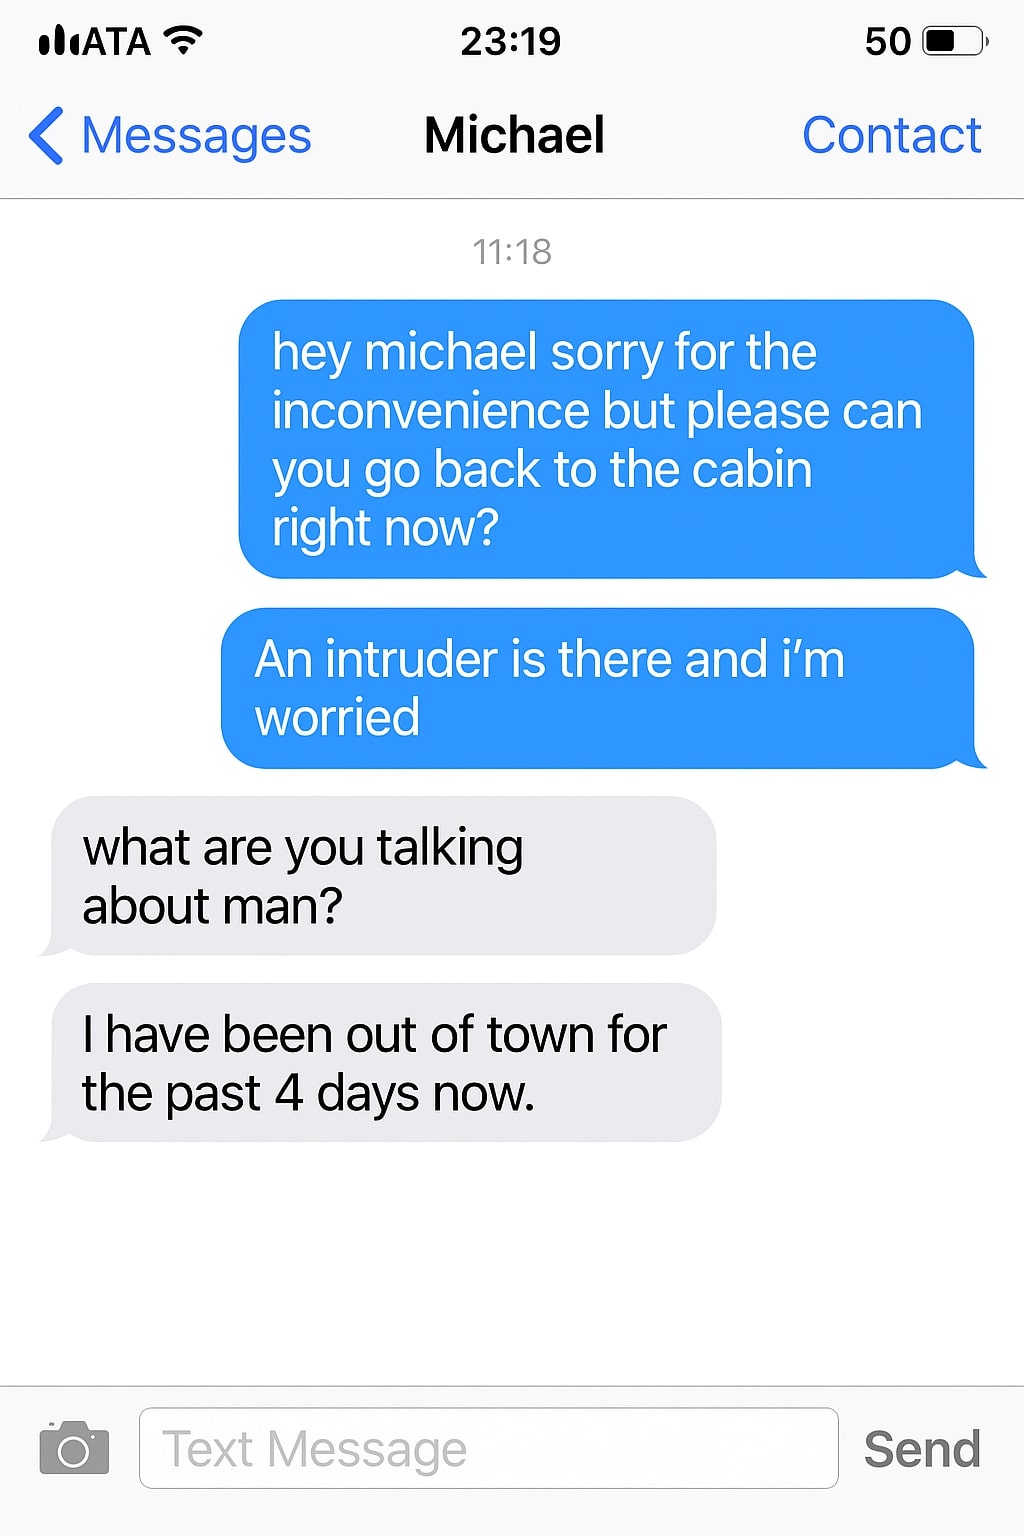 ATA
23:19
50
Messages
Michael
Contact
11:18
hey michael sorry for the
inconvenience but please can
you go back to the cabin
right now?
An intruder is there and i’m
worried
what are you talking
about man?
I have been out of town for
the past 4 days now.
Text Message
Send